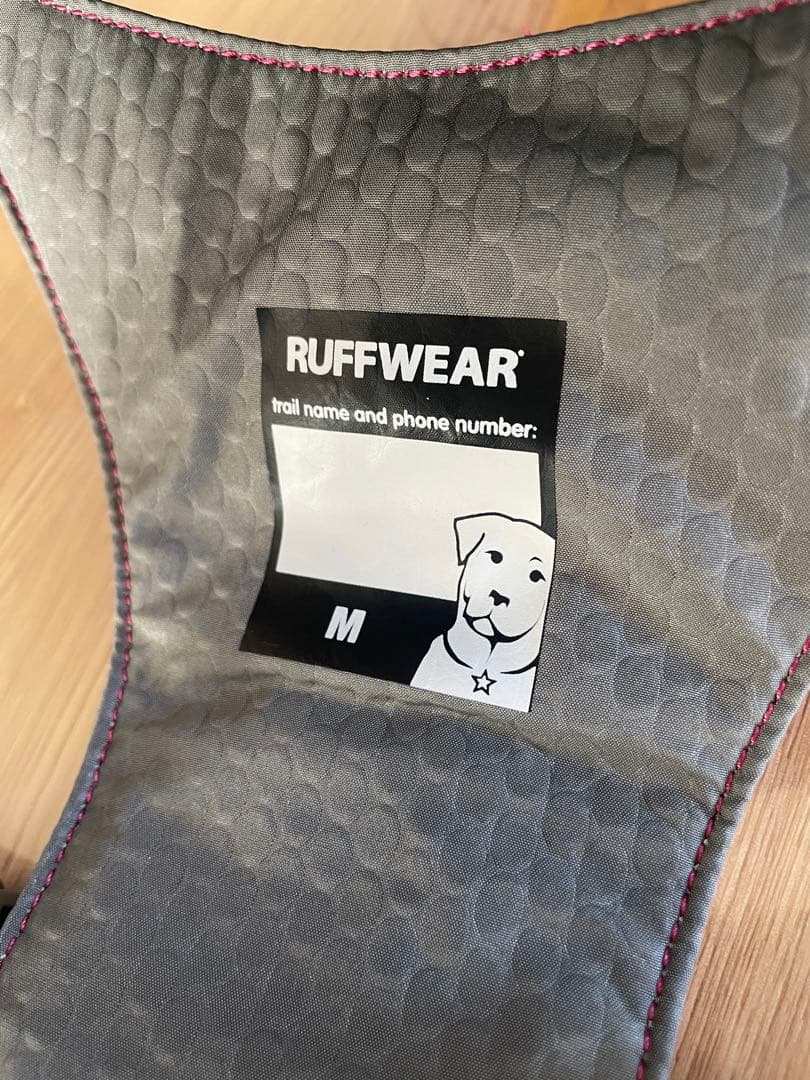 RUFFWEAR®
trail name and phone number:
M